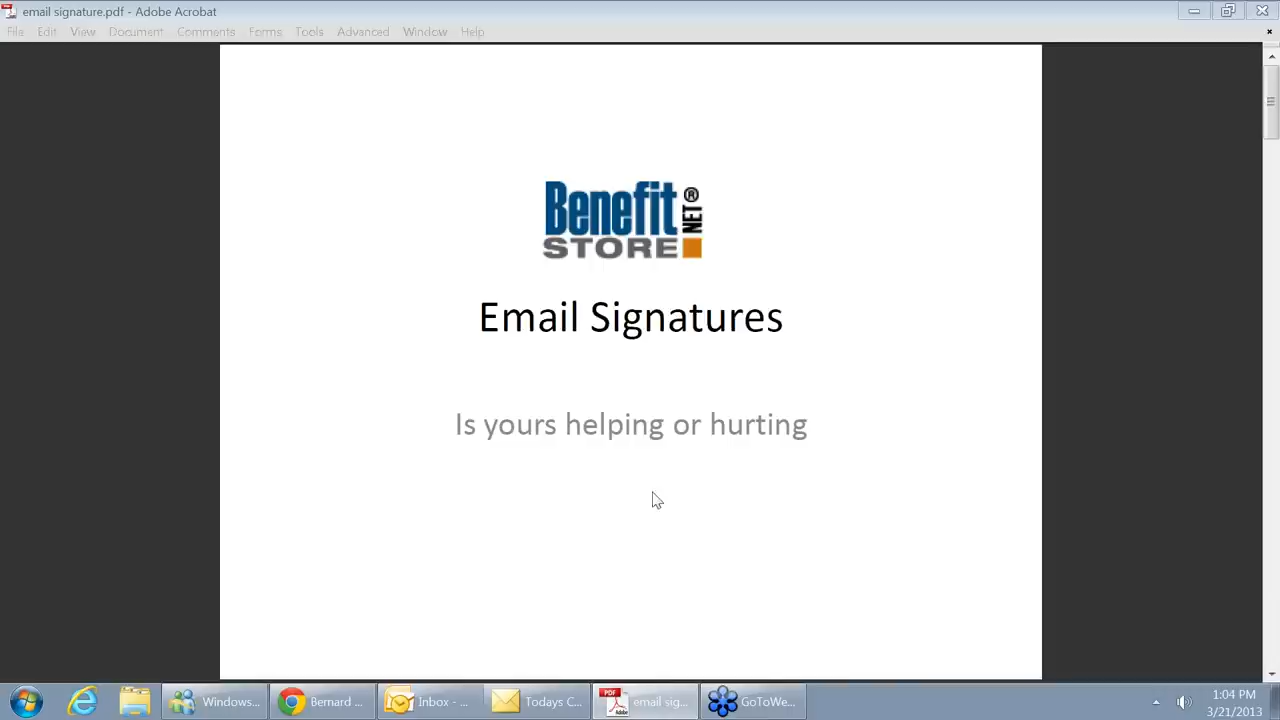 email signature.pdf - Adobe Acrobat
File Edit View Document Comments Forms Tools Advanced Window Help
Benefit
STORE
NET®
Email Signatures
Is yours helping or hurting
Windows... Bernard ... Inbox - ... Todays C... PDF Adobe email sig... GoToWe...
1:04 PM
3/21/2013